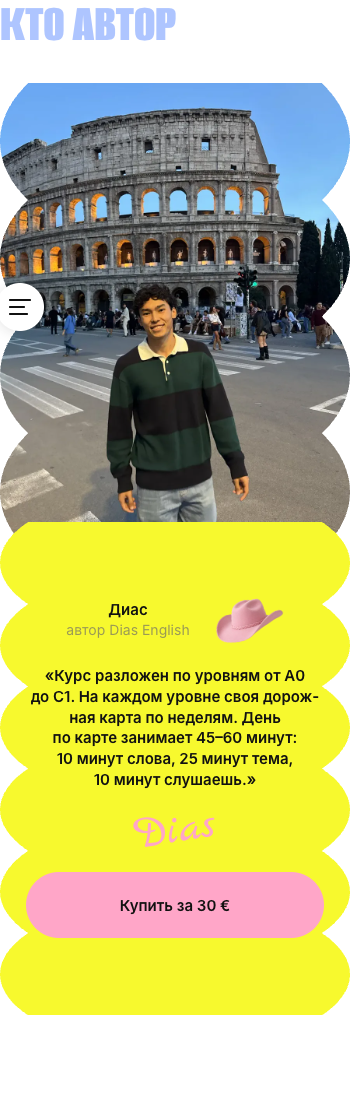 КТО АВТОР
Диас
автор Dias English
«Курс разложен по уровням от A0
до C1. На каждом уровне своя дорож-
ная карта по неделям. День
по карте занимает 45–60 минут:
10 минут слова, 25 минут тема,
10 минут слушаешь.»
Dias
Купить за 30 €